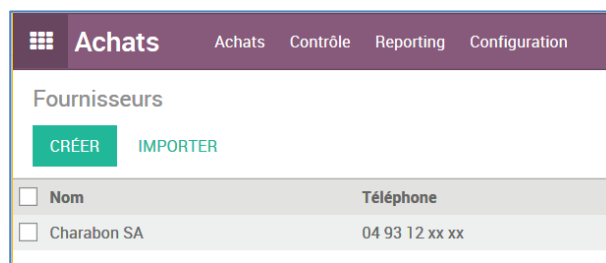 Achats Achats Contrôle Reporting Configuration
Fournisseurs
CRÉER IMPORTER
Nom Téléphone
Charabon SA 04 93 12 xx xx